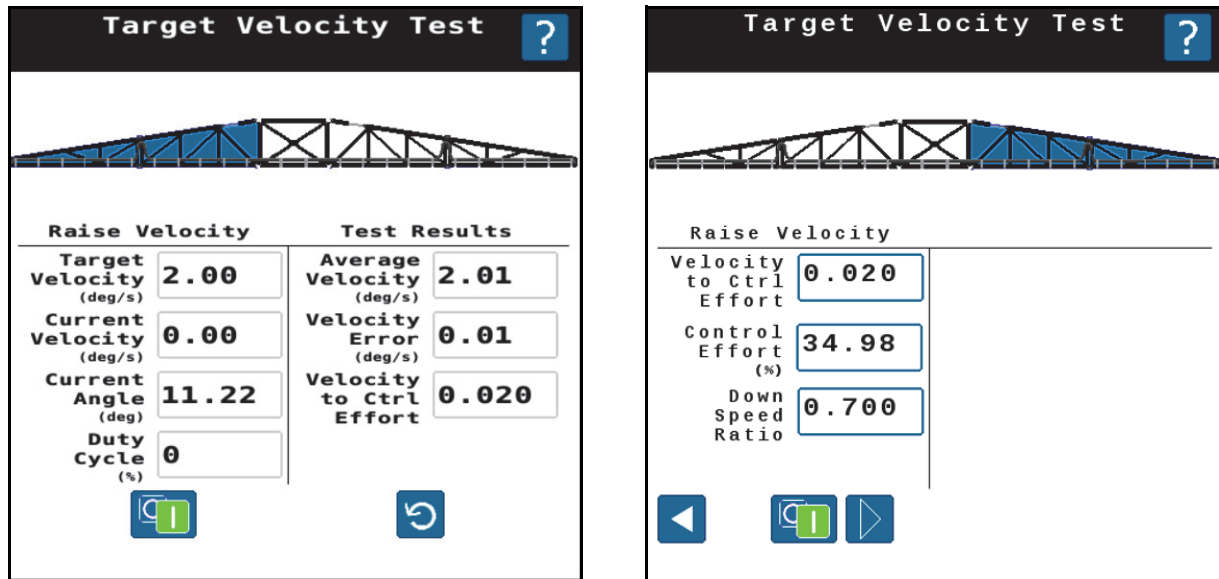 Target Velocity Test
?
Raise Velocity
Test Results
Target
Velocity
(deg/s)
2.00
Average
Velocity
(deg/s)
2.01
Current
Velocity
(deg/s)
0.00
Velocity
Error
(deg/s)
0.01
Current
Angle
(deg)
11.22
Velocity
to Ctrl
Effort
0.020
Duty
Cycle
(%)
0
Target Velocity Test
?
Raise Velocity
Velocity
to Ctrl
Effort
0.020
Control
Effort
(%)
34.98
Down
Speed
Ratio
0.700